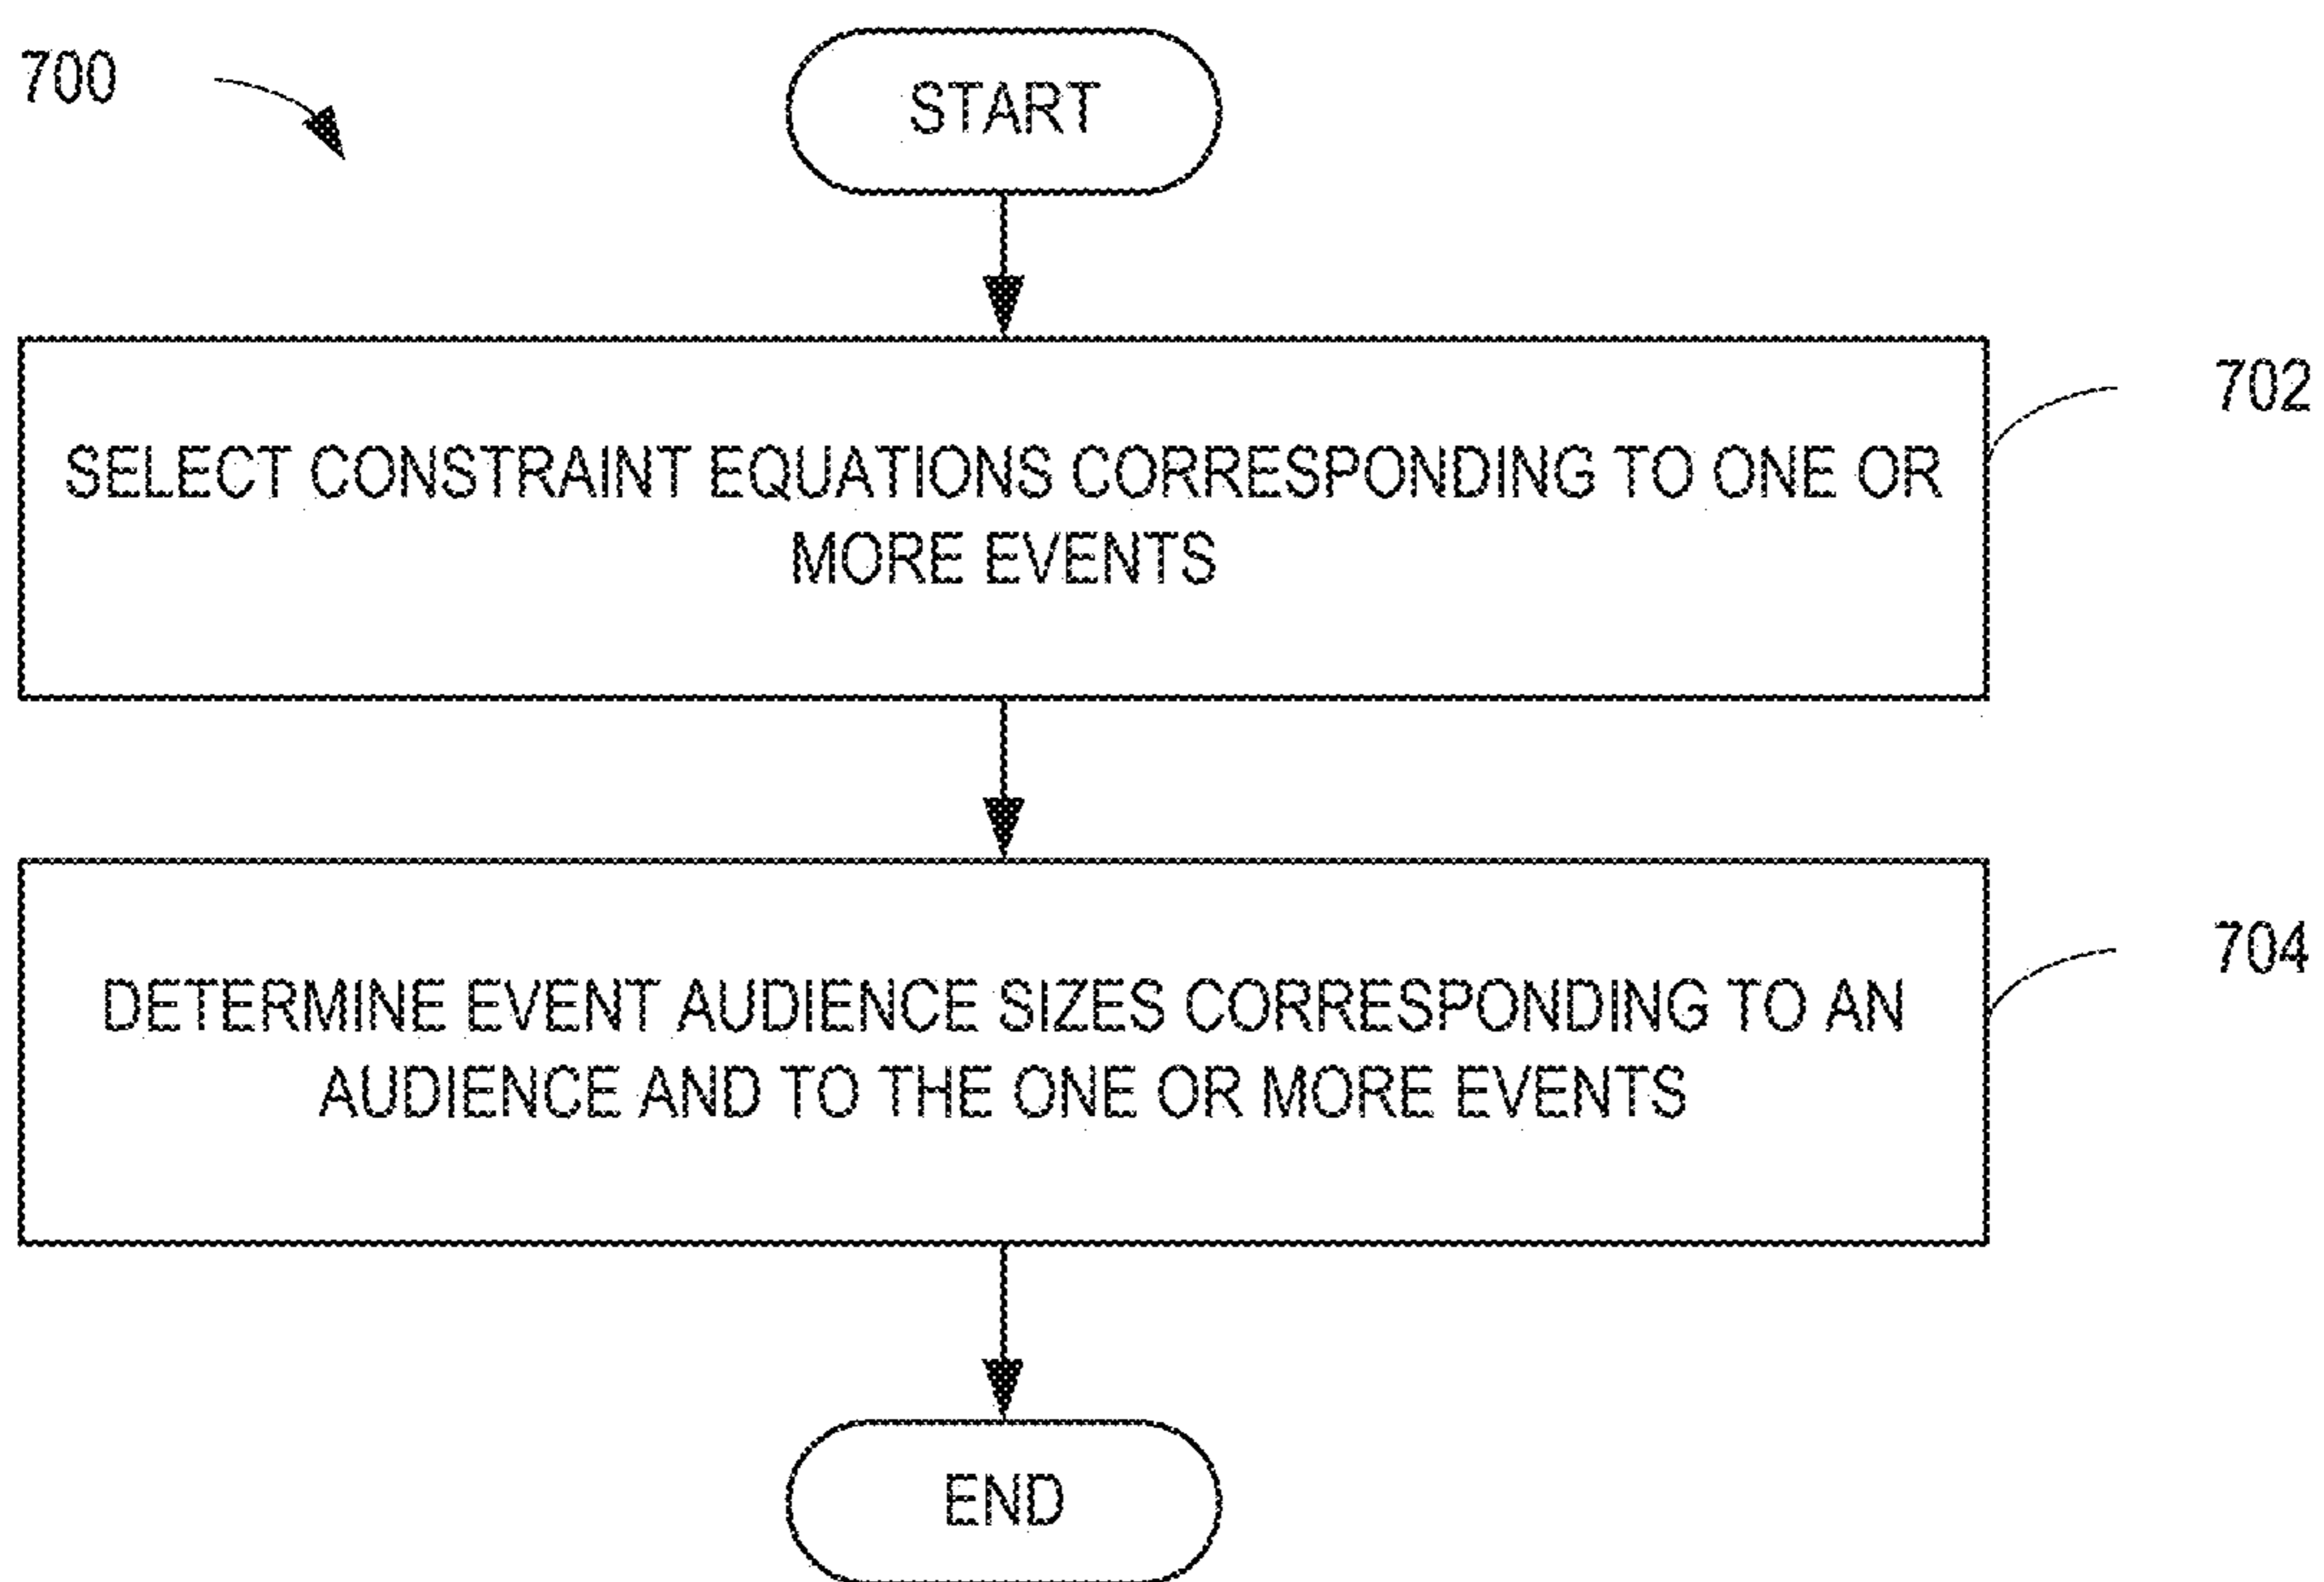 700
START
702
SELECT CONSTRAINT EQUATIONS CORRESPONDING TO ONE OR
MORE EVENTS
704
DETERMINE EVENT AUDIENCE SIZES CORRESPONDING TO AN
AUDIENCE AND TO THE ONE OR MORE EVENTS
END